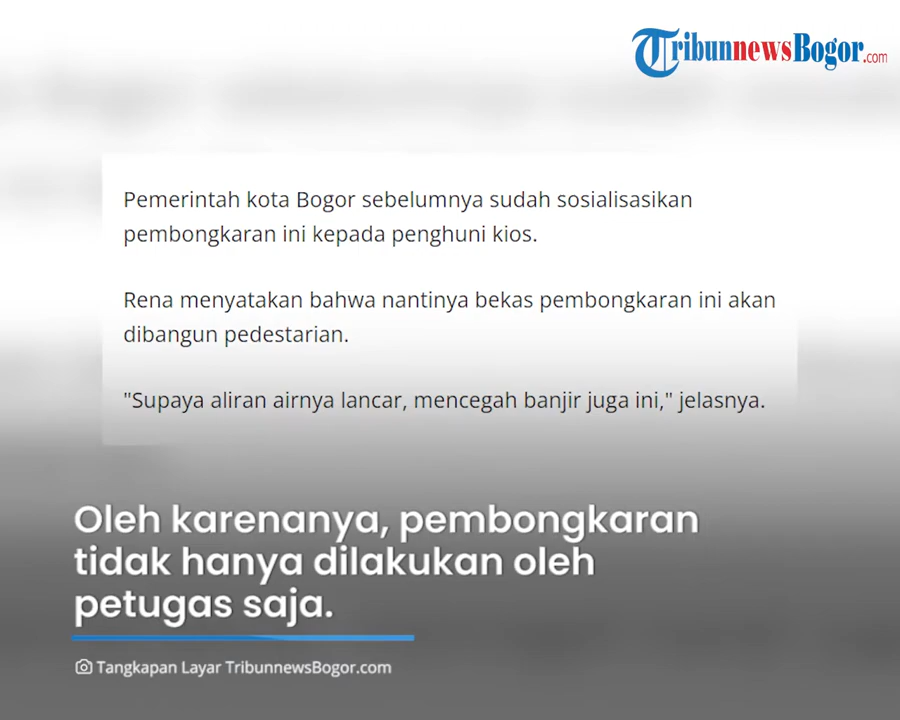 TribunnewsBogor.com
Pemerintah kota Bogor sebelumnya sudah sosialisasikan
pembongkaran ini kepada penghuni kios.
Rena menyatakan bahwa nantinya bekas pembongkaran ini akan
dibangun pedestarian.
"Supaya aliran airnya lancar, mencegah banjir juga ini," jelasnya.
Oleh karenanya, pembongkaran
tidak hanya dilakukan oleh
petugas saja.
Tangkapan Layar TribunnewsBogor.com